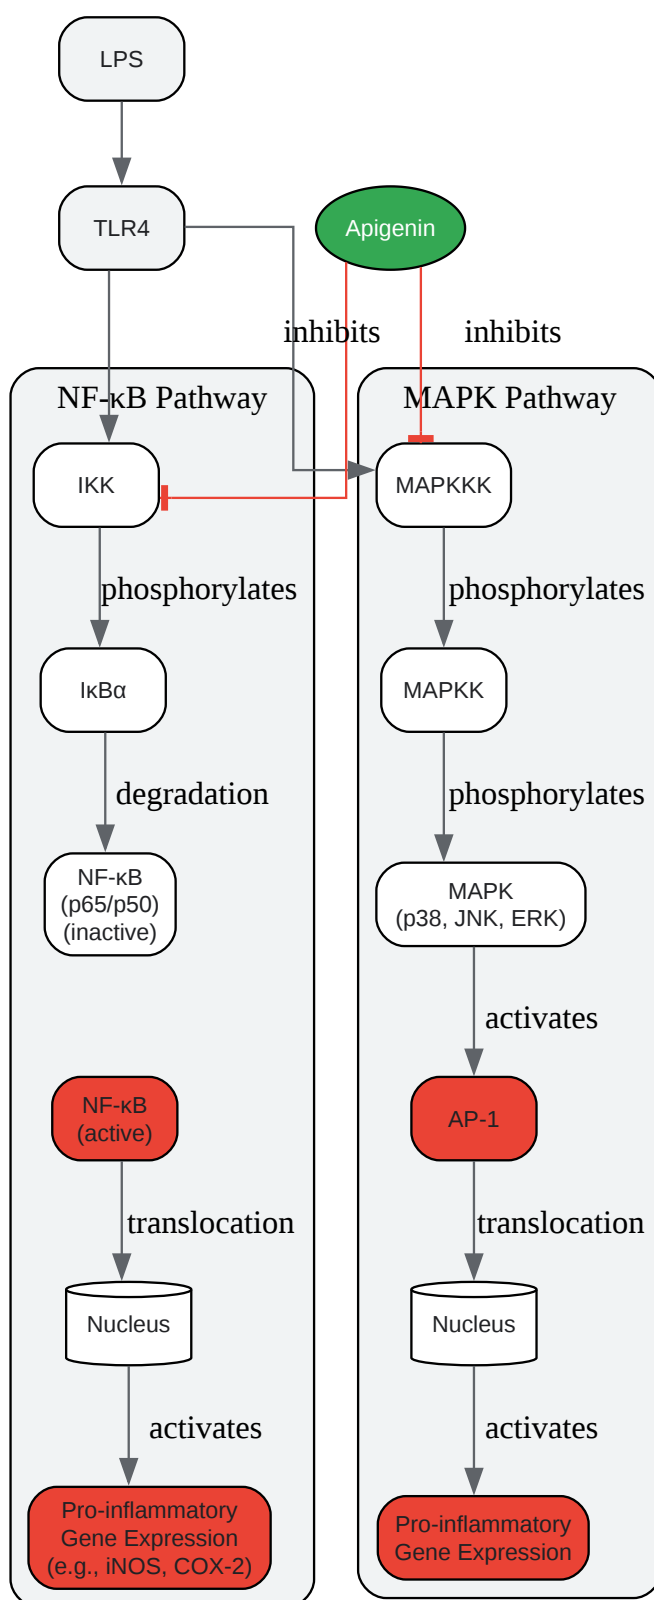 LPS
TLR4
Apigenin
inhibits
inhibits
NF-κB Pathway
MAPK Pathway
IKK
MAPKKK
phosphorylates
phosphorylates
IκBα
MAPKK
degradation
phosphorylates
NF-κB
(p65/p50)
(inactive)
MAPK
(p38, JNK, ERK)
activates
NF-κB
(active)
AP-1
translocation
translocation
Nucleus
Nucleus
activates
activates
Pro-inflammatory
Gene Expression
(e.g., iNOS, COX-2)
Pro-inflammatory
Gene Expression